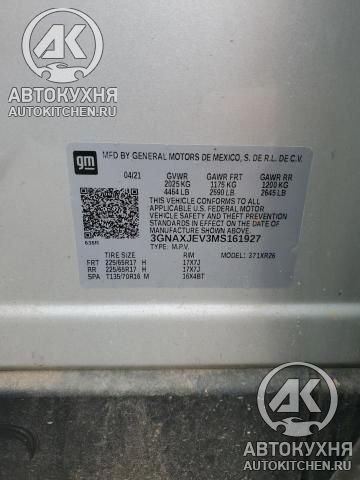 АК
АВТОКУХНЯ
AUTOKITCHEN.RU
gm
MFD BY GENERAL MOTORS DE MEXICO, S. DE R.L. DE C.V.
04/21 GVWR GAWR FRT GAWR RR
2025 KG 1175 KG 1200 KG
4464 LB 2590 LB 2645 LB
THIS VEHICLE CONFORMS TO ALL
APPLICABLE U.S. FEDERAL MOTOR
VEHICLE SAFETY STANDARDS IN
EFFECT ON THE DATE OF
MANUFACTURE SHOWN ABOVE.
3GNAXJEV3MS161927
TYPE: M.P.V.
TIRE SIZE RIM MODEL: 371XR26
FRT 225/65R17 H 17X7J
RR 225/65R17 H 17X7J
SPA T135/70R16 M 16X4BT
АК
АВТОКУХНЯ
AUTOKITCHEN.RU